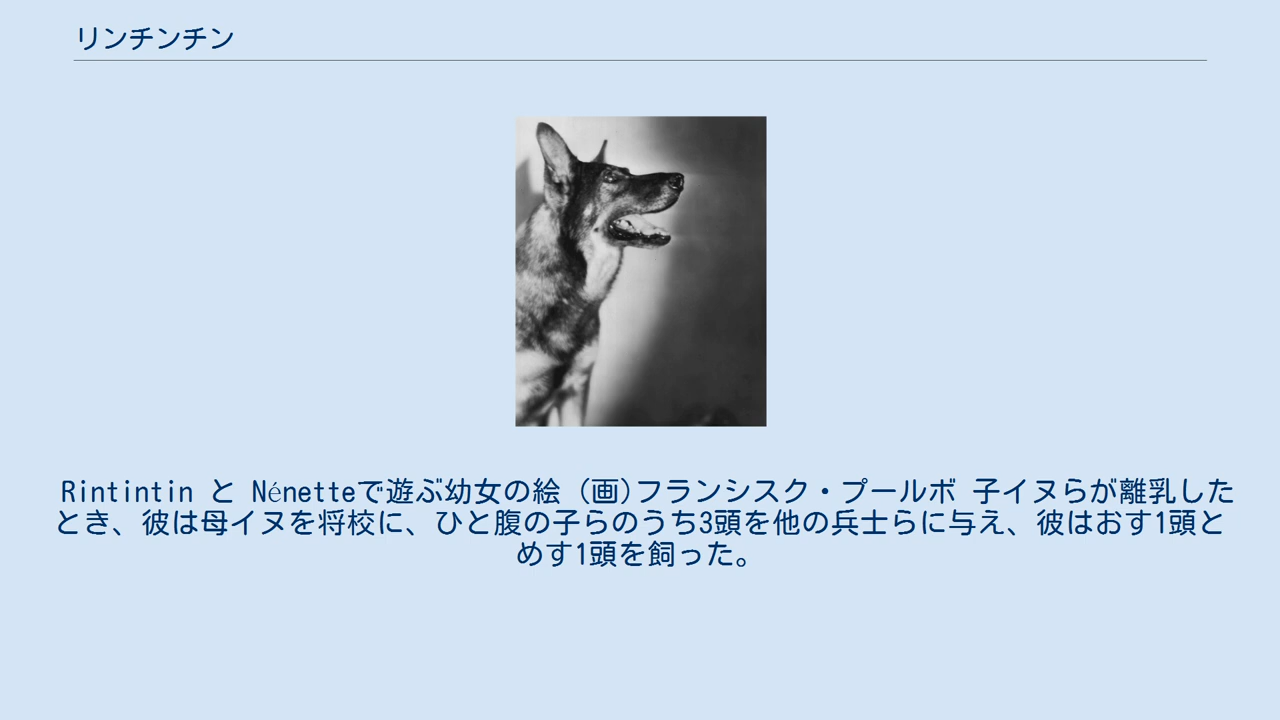 リンチンチン
Rintintin と Nénetteで遊ぶ幼女の絵 (画)フランシスク・プールボ 子イヌらが離乳した
とき、彼は母イヌを将校に、ひと腹の子らのうち3頭を他の兵士らに与え、彼はおす1頭と
めす1頭を飼った。